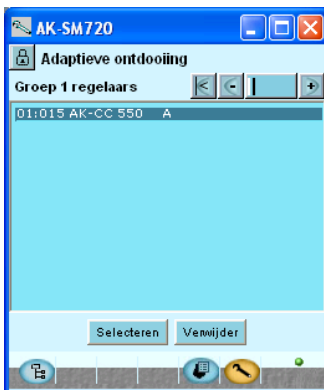 AK-SM720
Adaptieve ontdooiing
Groep 1 regelaars
01:015 AK-CC 550 A
Selecteren Verwijder